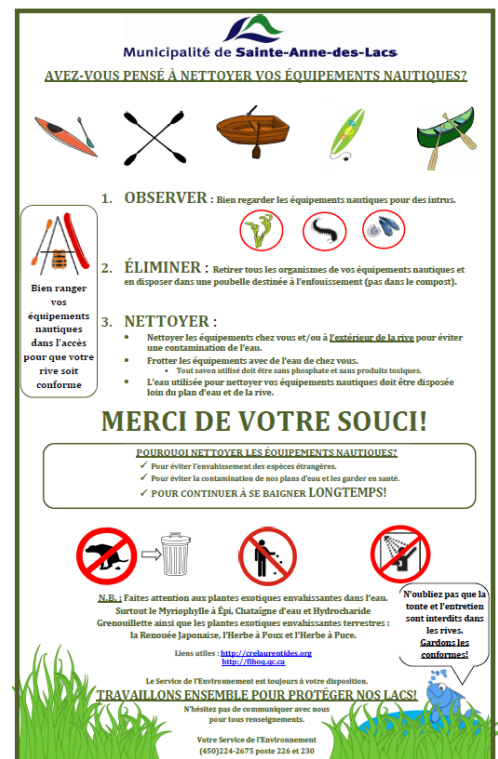 Municipalité de Sainte-Anne-des-Lacs
AVEZ-VOUS PENSÉ À NETTOYER VOS ÉQUIPEMENTS NAUTIQUES?
1. OBSERVER : Bien regarder les équipements nautiques pour des intrus.
Bien ranger
vos
équipements
nautiques
dans l'accès
pour que votre
rive soit
conforme
2. ÉLIMINER : Retirer tous les organismes de vos équipements nautiques et
en disposer dans une poubelle destinée à l'enfouissement (pas dans le compost).
3. NETTOYER :
• Nettoyer les équipements chez vous et/ou à l'extérieur de la rive pour éviter
une contamination de l'eau.
• Frotter les équipements avec de l'eau de chez vous.
• Tout savon utilisé doit être sans phosphate et sans produits toxiques.
• L'eau utilisée pour nettoyer vos équipements nautiques doit être disposée
loin du plan d'eau et de la rive.
MERCI DE VOTRE SOUCI!
POURQUOI NETTOYER LES ÉQUIPEMENTS NAUTIQUES?
✓ Pour éviter l'envahissement des espèces étrangères.
✓ Pour éviter la contamination de nos plans d'eau et les garder en santé.
✓ POUR CONTINUER À SE BAIGNER LONGTEMPS!
N.B. : Faites attention aux plantes exotiques envahissantes dans l'eau.
Surtout le Myriophylle à Épi, Chataîgne d'eau et Hydrocharide
Grenouillette ainsi que les plantes exotiques envahissantes terrestres :
la Renouée Japonaise, l'Herbe à Poux et l'Herbe à Puce.
N'oubliez pas que la
tonte et l'entretien
sont interdits dans
les rives.
Gardons les
conformes!
Liens utiles : http://crelaurentides.org
http://fihoq.qc.ca
Le Service de l'Environnement est toujours à votre disposition.
TRAVAILLONS ENSEMBLE POUR PROTÉGER NOS LACS!
N'hésitez pas de communiquer avec nous
pour tous renseignements.
Votre Service de l'Environnement
(450)224-2675 poste 226 et 230